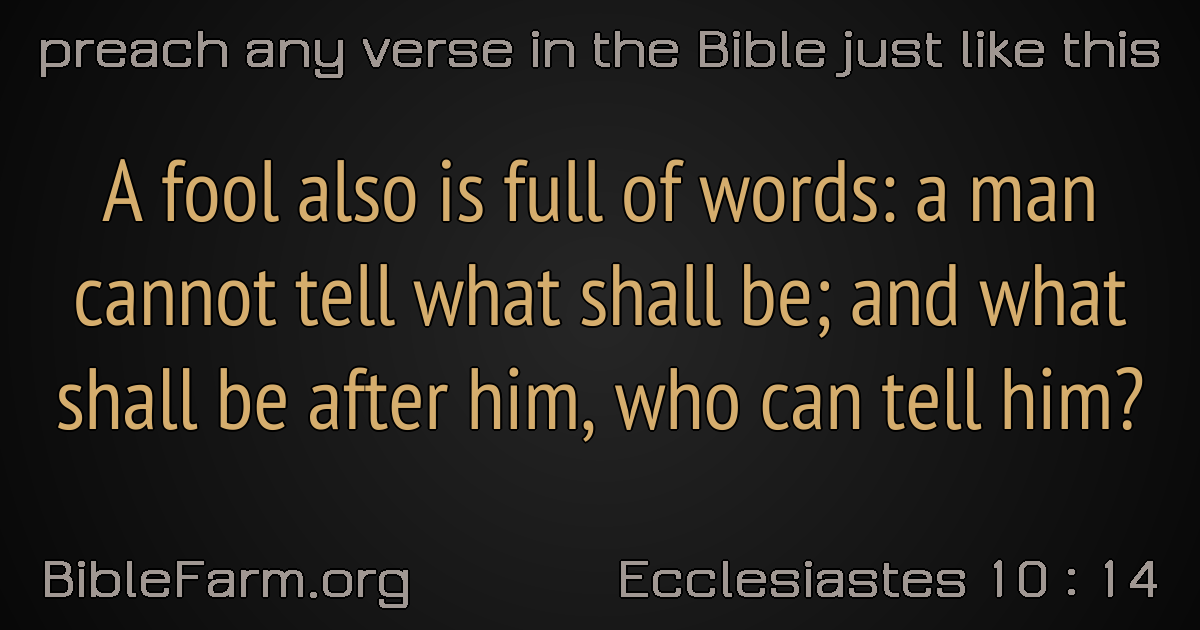 preach any verse in the Bible just like this
A fool also is full of words: a man
cannot tell what shall be; and what
shall be after him, who can tell him?
BibleFarm.org
Ecclesiastes 10 : 14